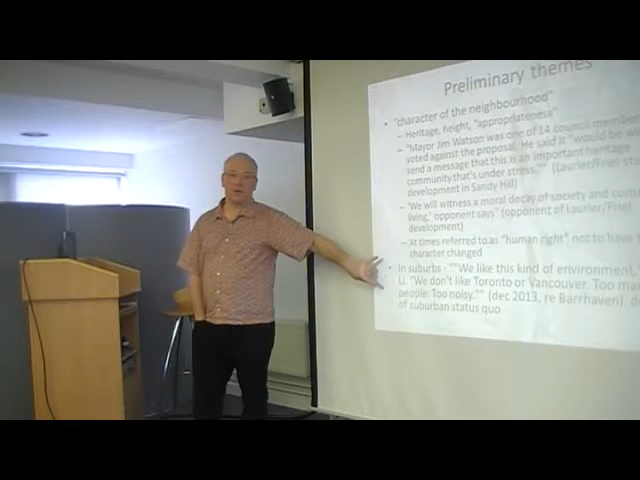 Preliminary themes
• "character of the neighbourhood"
– Heritage, height, "appropriateness"
– "Mayor Jim Watson was one of 14 council members
voted against the proposal. He said it "would be
send a message that this is an important heritage
community that's under stress." (Laurier/Friel
development in Sandy Hill)
– 'We will witness a moral decay of society and
living,' opponent says" (opponent of Laurier/Friel
development)
– At times referred to as "human right" not to have
character changed
• In suburbs - ""We like this kind of environment,
Li. "We don't like Toronto or Vancouver. Too
people. Too noisy."" (dec 2013, re Barrhaven)
of suburban status quo